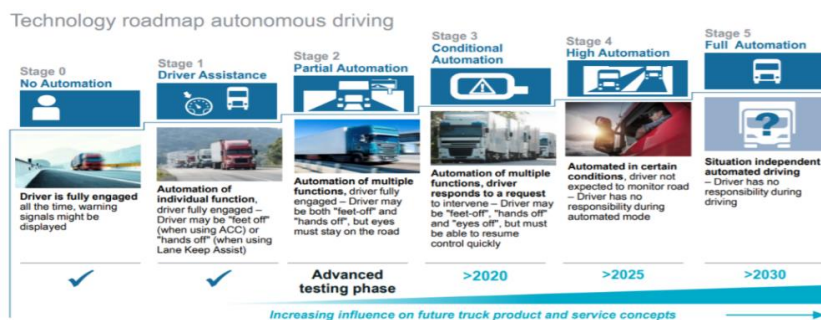 Technology roadmap autonomous driving
Stage 0
No Automation
Driver is fully engaged
all the time, warning
signals might be
displayed
Stage 1
Driver Assistance
Automation of
individual function,
driver fully engaged –
Driver may be "feet off"
(when using ACC) or
"hands off" (when using
Lane Keep Assist)
Stage 2
Partial Automation
Automation of multiple
functions, driver fully
engaged – Driver may
be both "feet-off" and
"hands off", but eyes
must stay on the road
Advanced
testing phase
Stage 3
Conditional
Automation
Automation of multiple
functions, driver
responds to a request
to intervene – Driver may
be "feet-off", "hands off"
and "eyes off", but must
be able to resume
control quickly
>2020
Stage 4
High Automation
Automated in certain
conditions, driver not
expected to monitor road
– Driver has no
responsibility during
automated mode
>2025
Stage 5
Full Automation
?
Situation independent
automated driving
– Driver has no
responsibility during
driving
>2030
Increasing influence on future truck product and service concepts